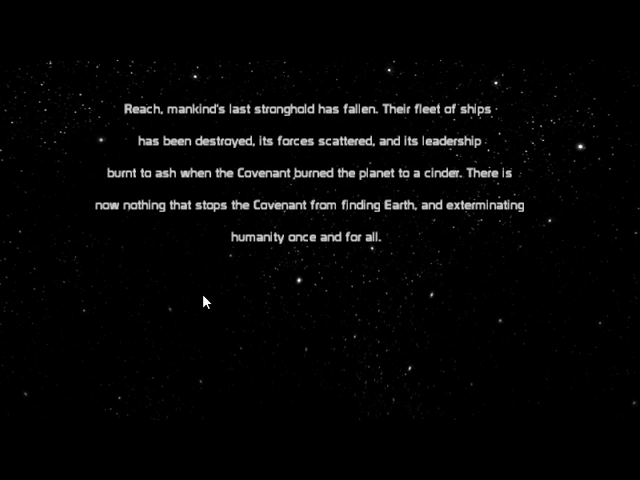 Reach, mankind's last stronghold has fallen. Their fleet of ships
has been destroyed, its forces scattered, and its leadership
burnt to ash when the Covenant burned the planet to a cinder. There is
now nothing that stops the Covenant from finding Earth, and exterminating
humanity once and for all.